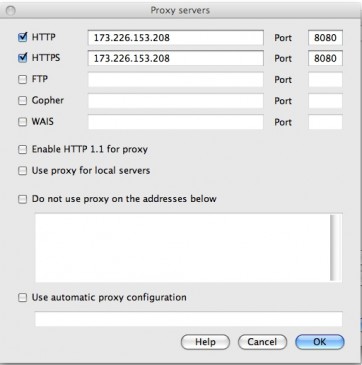 Proxy servers
HTTP 173.226.153.208 Port 8080
HTTPS 173.226.153.208 Port 8080
FTP Port
Gopher Port
WAIS Port
Enable HTTP 1.1 for proxy
Use proxy for local servers
Do not use proxy on the addresses below
Use automatic proxy configuration
Help Cancel OK